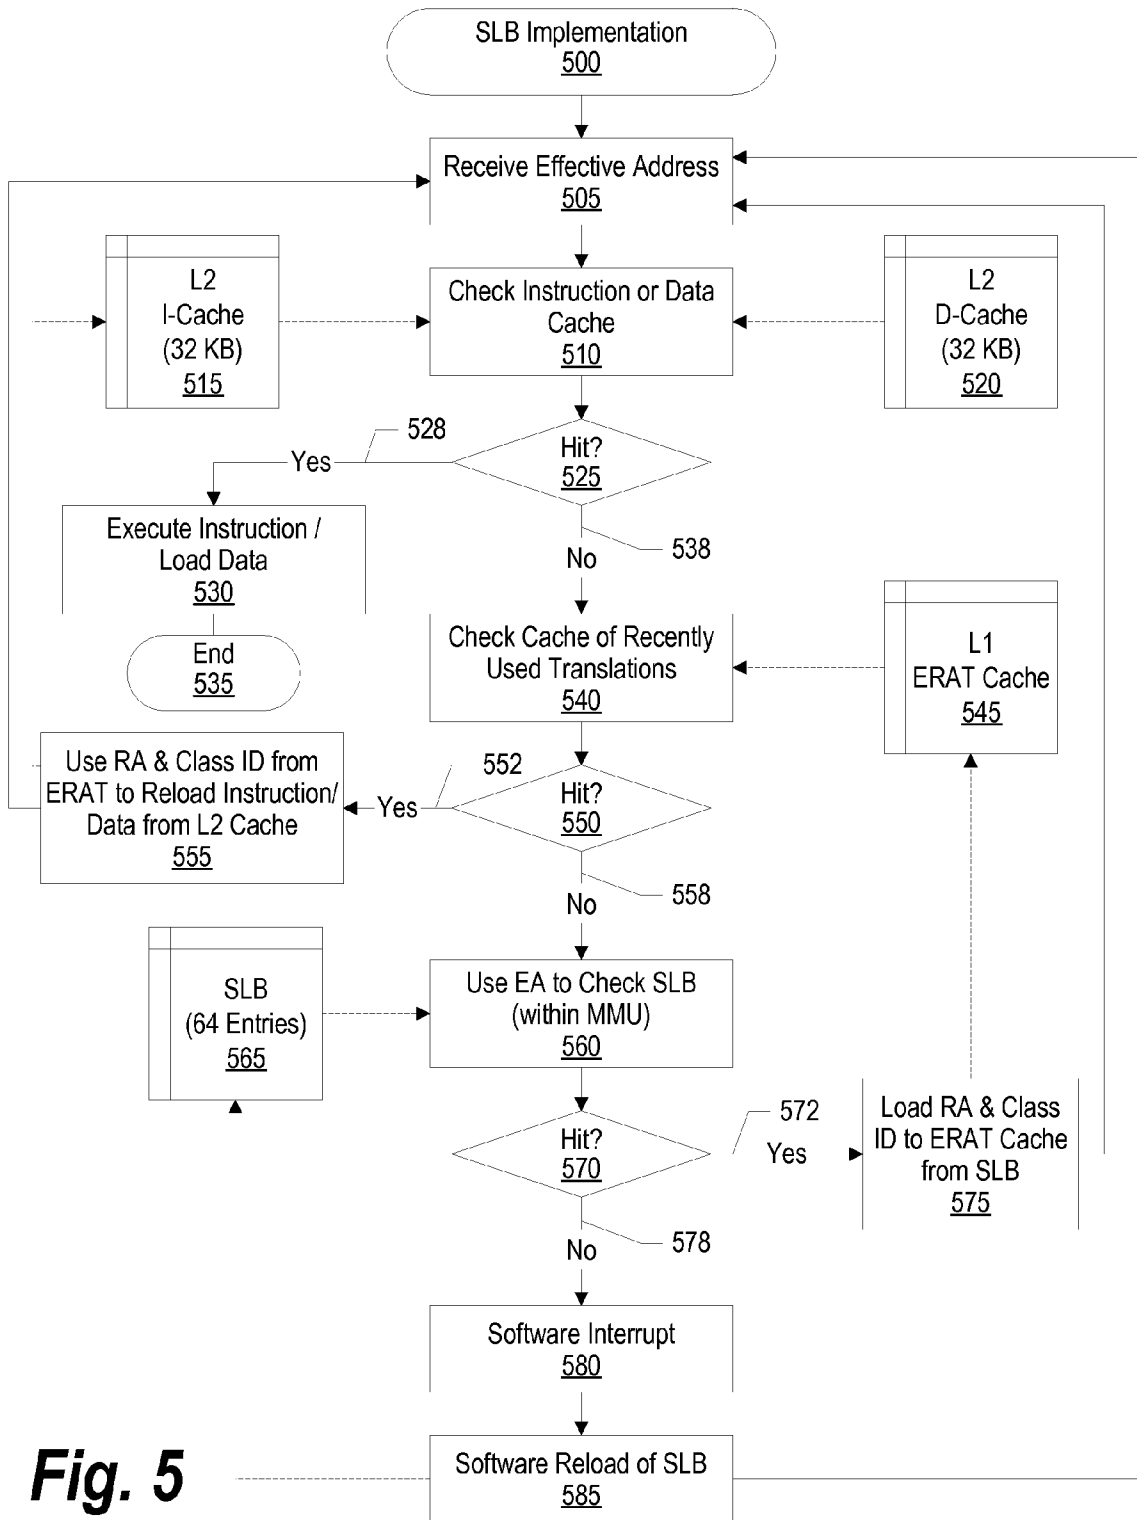 SLB Implementation
500
Receive Effective Address
505
L2
I-Cache
(32 KB)
515
Check Instruction or Data
Cache
510
L2
D-Cache
(32 KB)
520
528
Yes
Hit?
525
Execute Instruction /
Load Data
530
538
No
End
535
Check Cache of Recently
Used Translations
540
L1
ERAT Cache
545
Use RA & Class ID from
ERAT to Reload Instruction/
Data from L2 Cache
555
552
Yes
Hit?
550
558
No
SLB
(64 Entries)
565
Use EA to Check SLB
(within MMU)
560
Hit?
570
572
Yes
Load RA & Class
ID to ERAT Cache
from SLB
575
578
No
Software Interrupt
580
Software Reload of SLB
585
Fig. 5